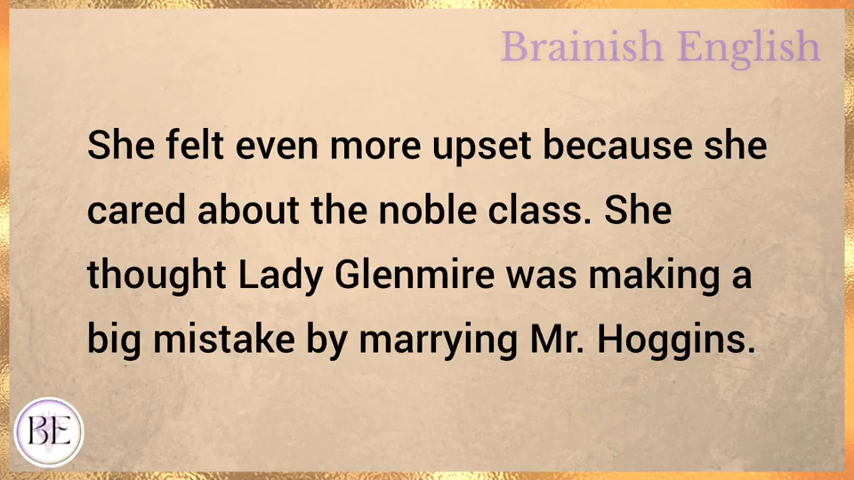 Brainish English
She felt even more upset because she
cared about the noble class. She
thought Lady Glenmire was making a
big mistake by marrying Mr. Hoggins.
BE